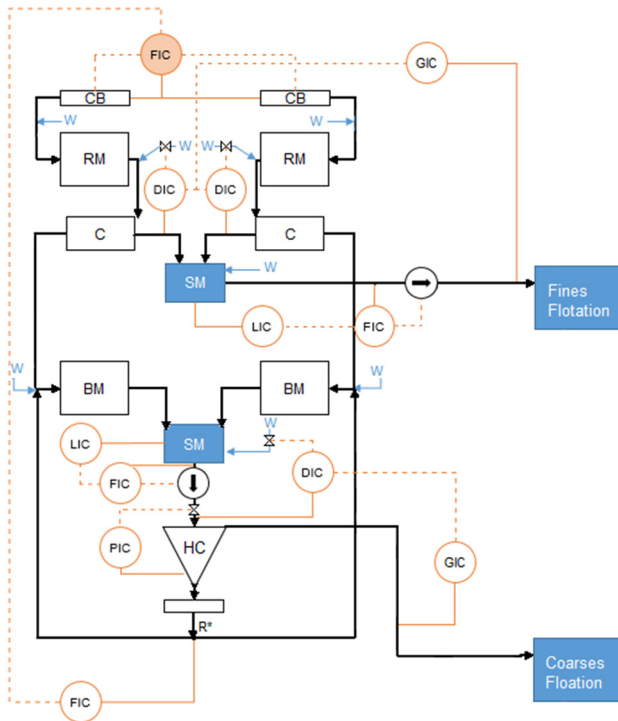 FIC
GIC
CB
CB
W
W
W
W
RM
RM
DIC
DIC
C
C
W
SM
Fines
Flotation
LIC
FIC
W
W
BM
BM
W
SM
LIC
DIC
FIC
PIC
HC
GIC
R*
Coarses
Floation
FIC